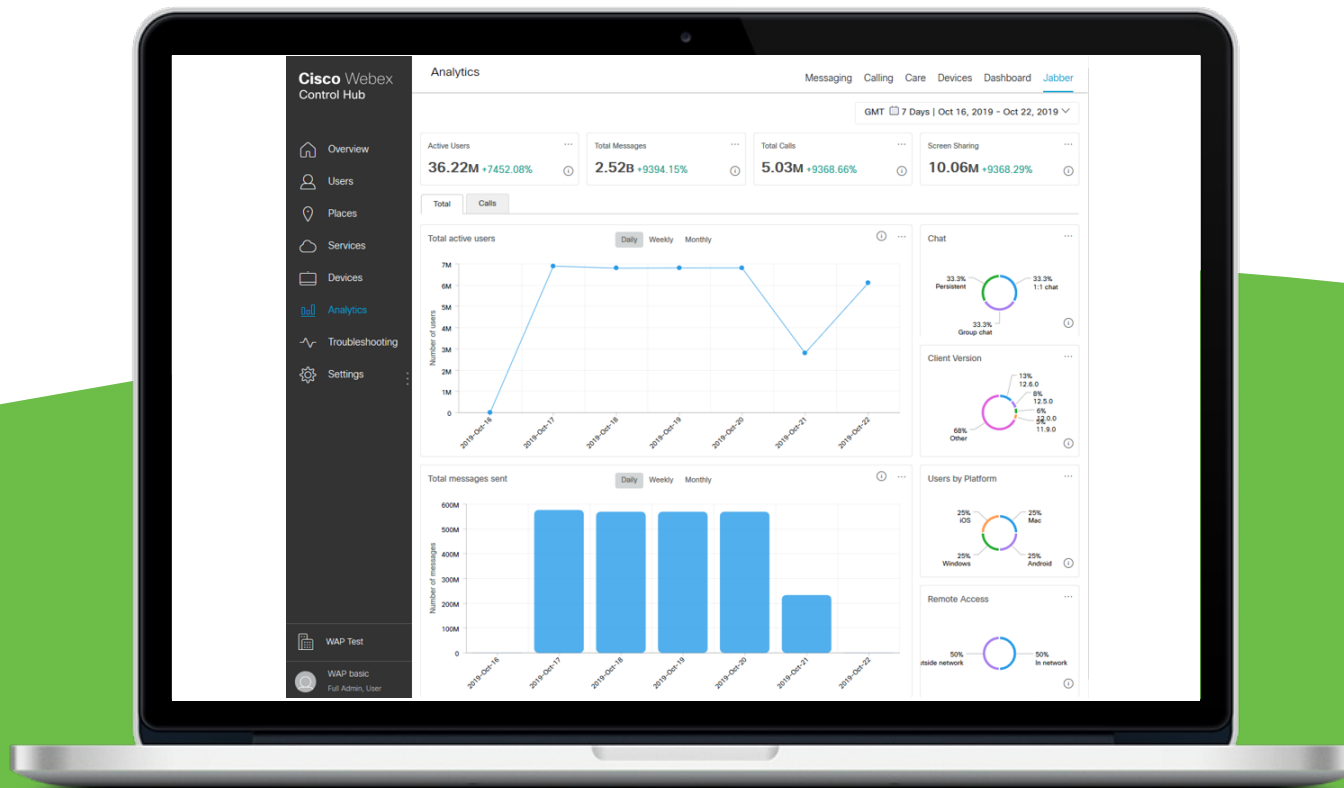 Cisco Webex
Control Hub
Overview
Users
Places
Services
Devices
Analytics
Troubleshooting
Settings
WAP Test
WAP basic
Full Admin, User
Analytics
Messaging Calling Care Devices Dashboard Jabber
GMT 7 Days | Oct 16, 2019 - Oct 22, 2019
Active Users
36.22M +7452.08%
Total Messages
2.52B +9394.15%
Total Calls
5.03M +9368.66%
Screen Sharing
10.06M +9368.29%
Total Calls
Total active users
Daily Weekly Monthly
Number of users
7M
6M
5M
4M
3M
2M
1M
0
2019-Oct-16 2019-Oct-17 2019-Oct-18 2019-Oct-19 2019-Oct-20 2019-Oct-21 2019-Oct-22
Chat
33.3%
Persistent
33.3%
1:1 chat
33.3%
Group chat
Client Version
13%
12.6.0
8%
12.5.0
6%
12.0.0
5%
11.9.0
68%
Other
Total messages sent
Daily Weekly Monthly
Number of messages
600M
500M
400M
300M
200M
100M
0
2019-Oct-16 2019-Oct-17 2019-Oct-18 2019-Oct-19 2019-Oct-20 2019-Oct-21 2019-Oct-22
Users by Platform
25%
iOS
25%
Mac
25%
Windows
25%
Android
Remote Access
50%
tside network
50%
In network